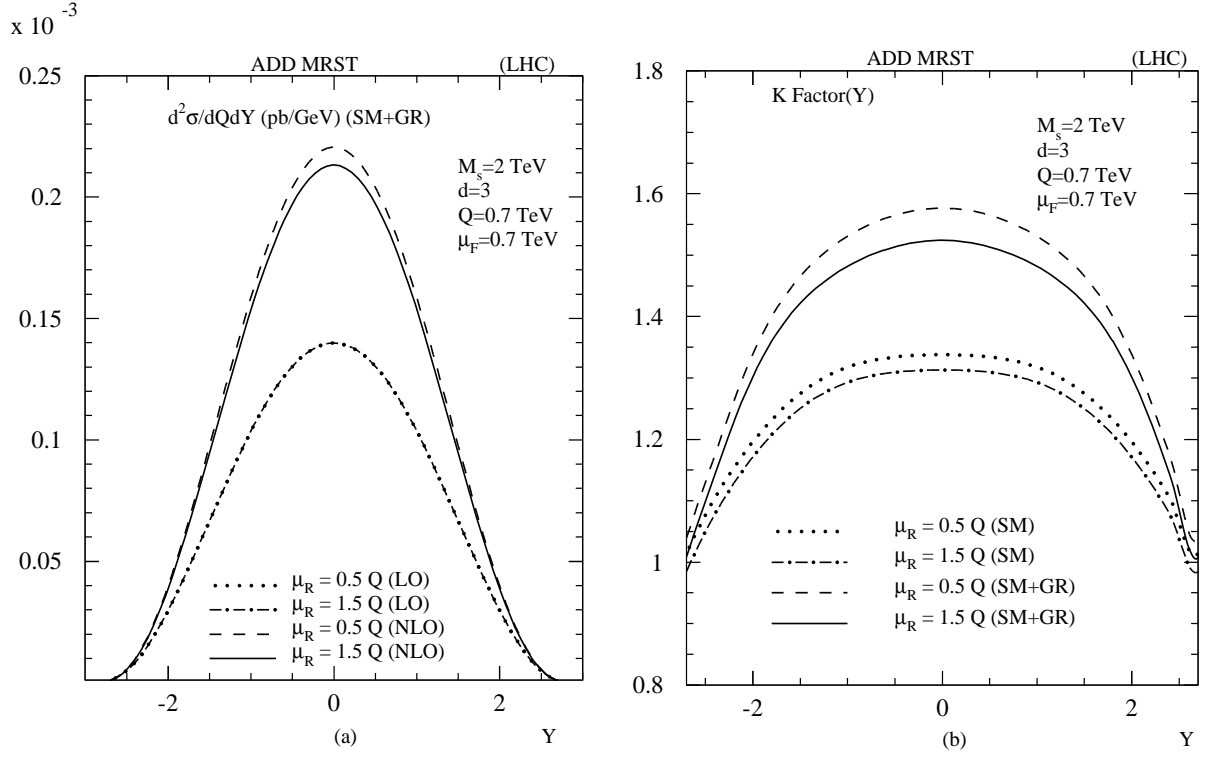 x 10⁻³
ADD MRST (LHC)
d²σ/dQdY (pb/GeV) (SM+GR)
M_s=2 TeV
d=3
Q=0.7 TeV
μ_F=0.7 TeV
0.25
0.2
0.15
0.1
0.05
μ_R = 0.5 Q (LO)
μ_R = 1.5 Q (LO)
μ_R = 0.5 Q (NLO)
μ_R = 1.5 Q (NLO)
-2 0 2
(a) Y
ADD MRST (LHC)
K Factor(Y)
M_s=2 TeV
d=3
Q=0.7 TeV
μ_F=0.7 TeV
1.8
1.6
1.4
1.2
1
0.8
μ_R = 0.5 Q (SM)
μ_R = 1.5 Q (SM)
μ_R = 0.5 Q (SM+GR)
μ_R = 1.5 Q (SM+GR)
-2 0 2
(b) Y